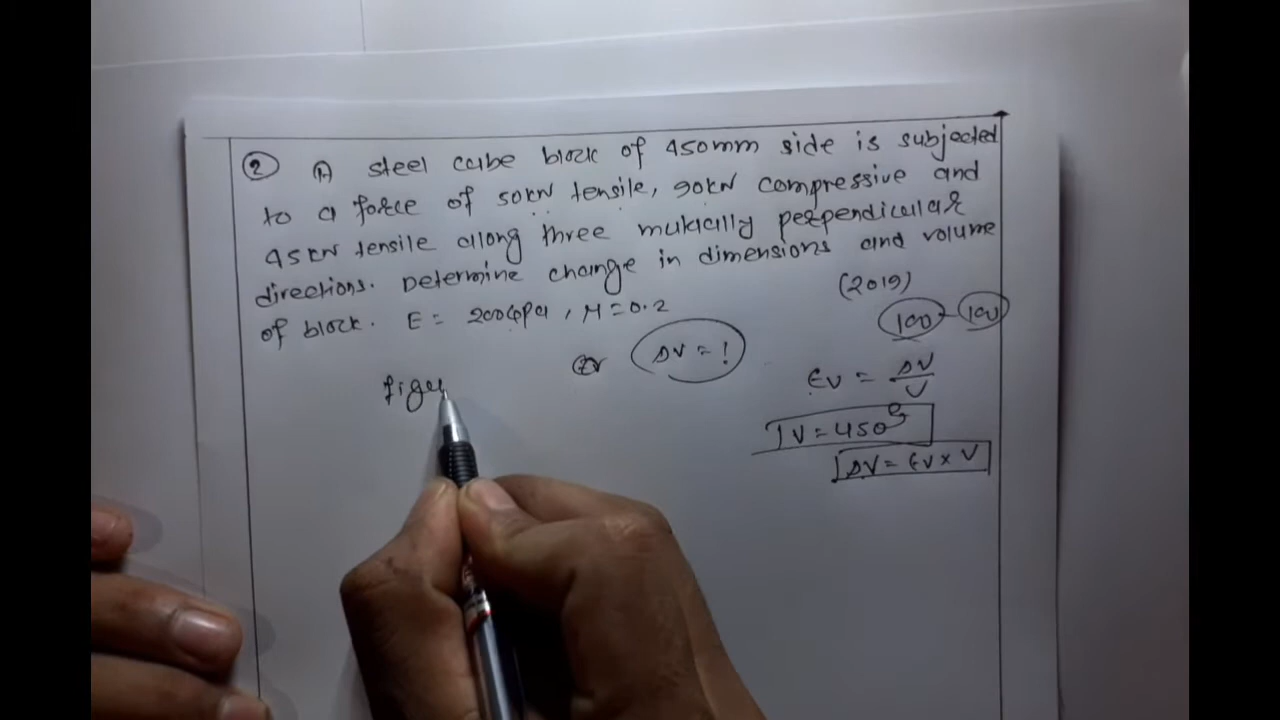 ② A steel cube block of 450mm side is subjected
to a force of 50kN tensile, 90kN compressive and
45kN tensile along three mutually perpendicular
directions. Determine change in dimensions and volume
of block. E = 200Gpa, M = 0.2
(2019)
100 - 100
ΔV = !
εv = ΔV/V
V = 450³
ΔV = εv × V
figu